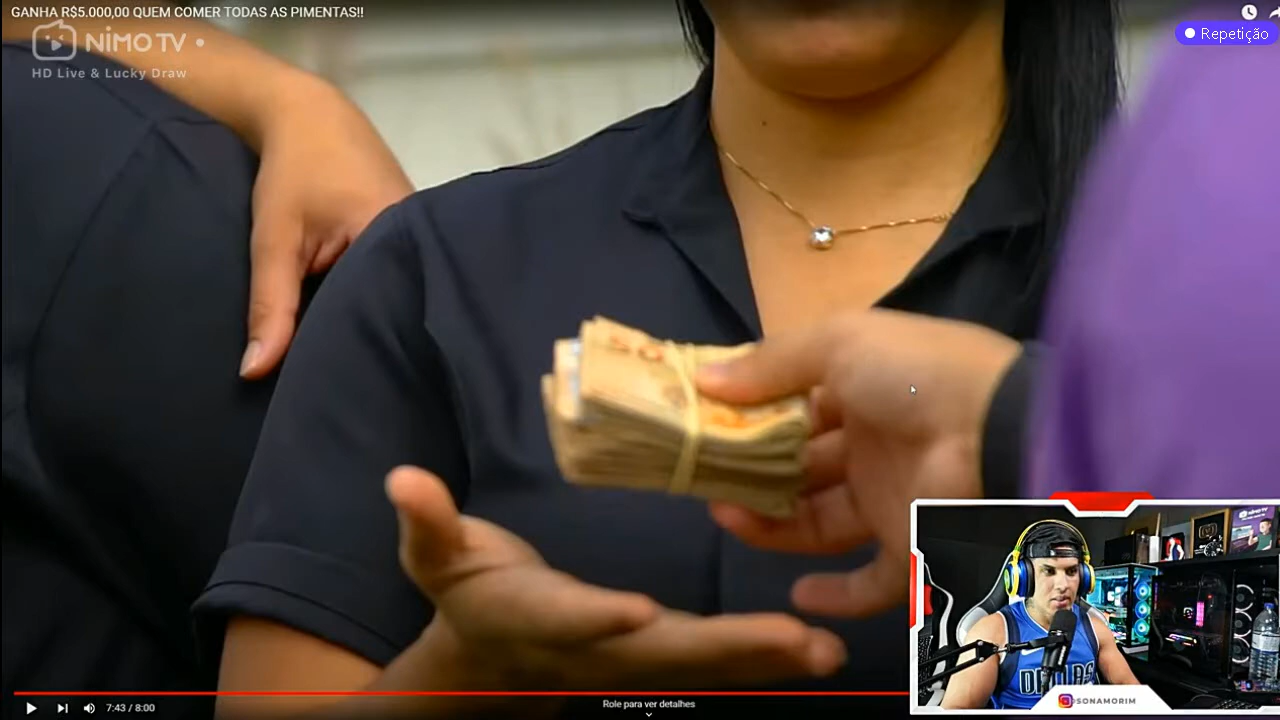 GANHA R$5.000,00 QUEM COMER TODAS AS PIMENTAS!!
NIMO TV
HD Live & Lucky Draw
Repetição
50
DALLAS
SONAMORIM
7:43 / 8:00
Role para ver detalhes